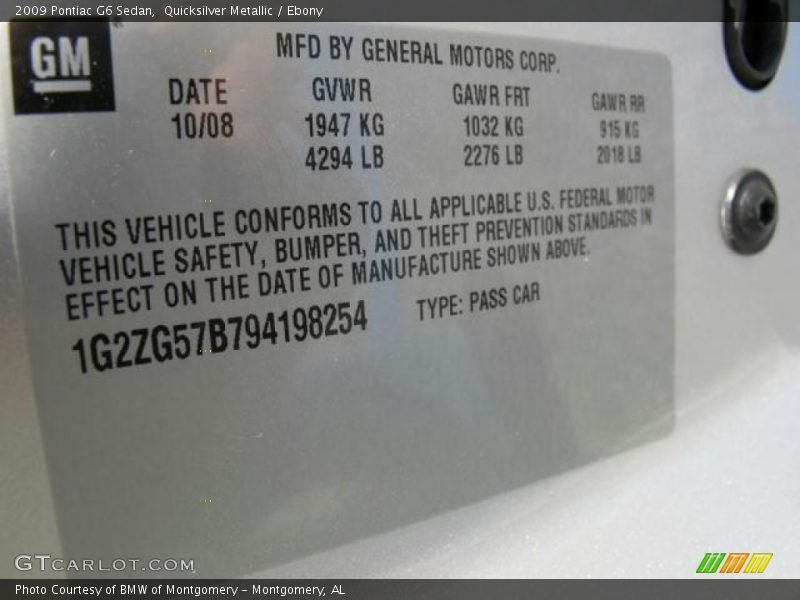 2009 Pontiac G6 Sedan, Quicksilver Metallic / Ebony
GM
MFD BY GENERAL MOTORS CORP.
DATE GVWR GAWR FRT GAWR RR
10/08 1947 KG 1032 KG 915 KG
4294 LB 2276 LB 2018 LB
THIS VEHICLE CONFORMS TO ALL APPLICABLE U.S. FEDERAL MOTOR
VEHICLE SAFETY, BUMPER, AND THEFT PREVENTION STANDARDS IN
EFFECT ON THE DATE OF MANUFACTURE SHOWN ABOVE.
1G2ZG57B794198254 TYPE: PASS CAR
GTCARLOT.COM
Photo Courtesy of BMW of Montgomery – Montgomery, AL